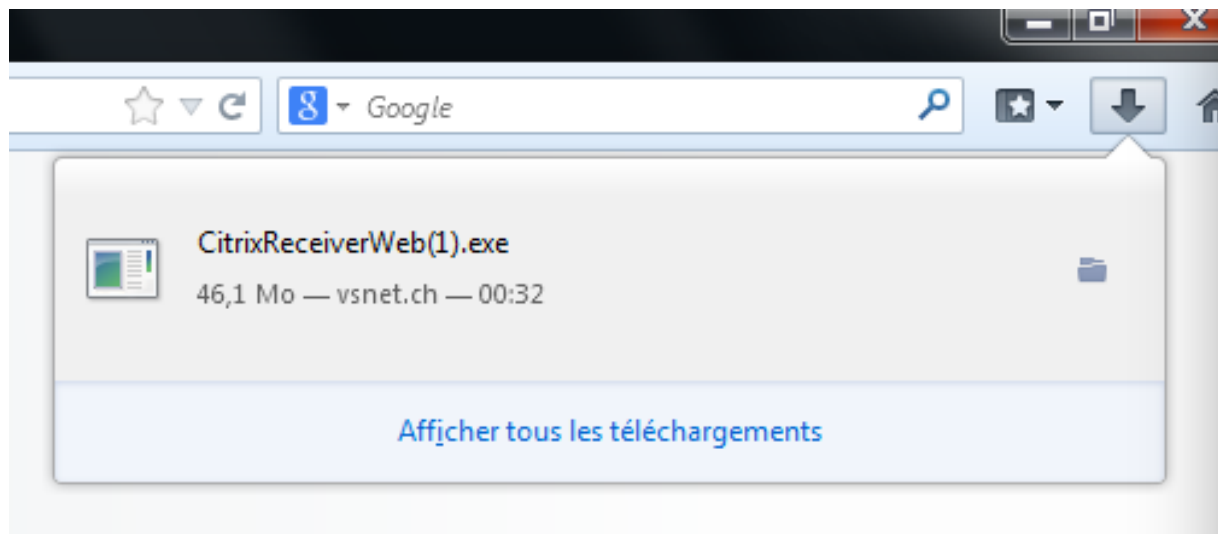 Google
CitrixReceiverWeb(1).exe
46,1 Mo — vsnet.ch — 00:32
Afficher tous les téléchargements